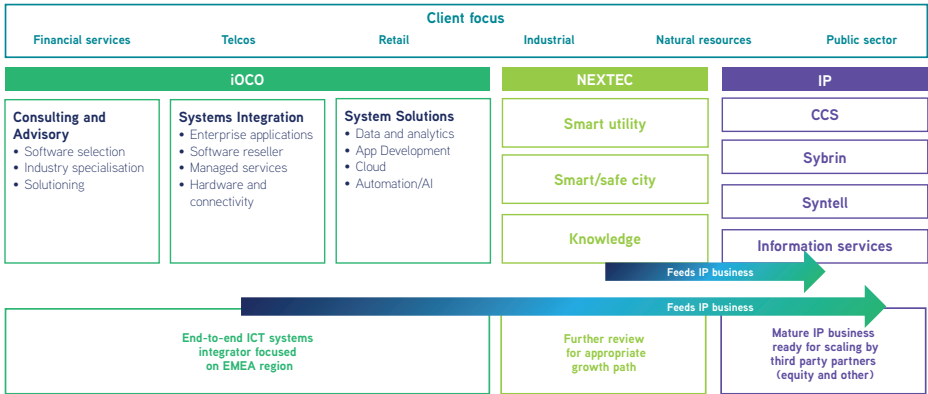 Client focus
Financial services
Telcos
Retail
Industrial
Natural resources
Public sector
iOCO
NEXTEC
IP
Consulting and
Advisory
• Software selection
• Industry specialisation
• Solutioning
Systems Integration
• Enterprise applications
• Software reseller
• Managed services
• Hardware and
connectivity
System Solutions
• Data and analytics
• App Development
• Cloud
• Automation/AI
Smart utility
Smart/safe city
Knowledge
CCS
Sybrin
Syntell
Information services
Feeds IP business
Feeds IP business
End-to-end ICT systems
integrator focused
on EMEA region
Further review
for appropriate
growth path
Mature IP business
ready for scaling by
third party partners
(equity and other)